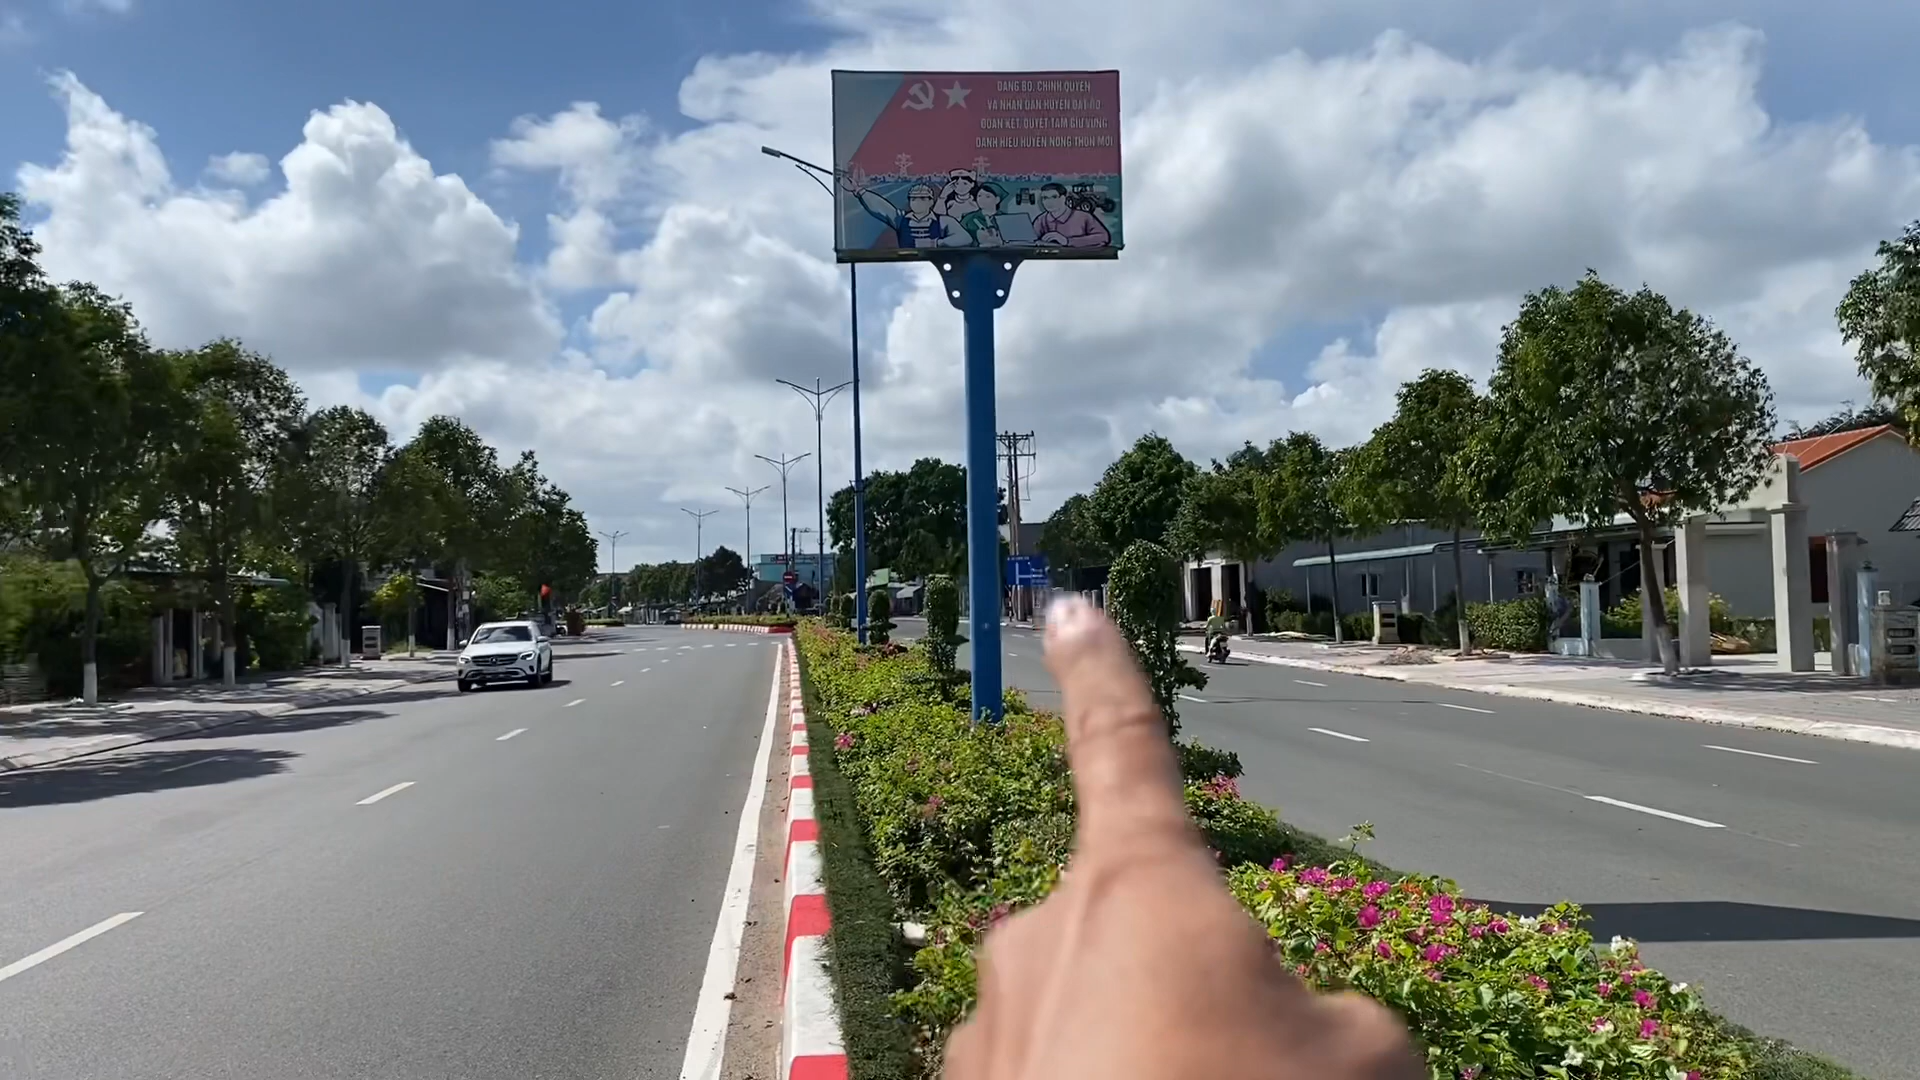 ĐẢNG BỘ, CHÍNH QUYỀN
VÀ NHÂN DÂN HUYỆN ĐẤT ĐỎ
ĐOÀN KẾT, QUYẾT TÂM GIỮ VỮNG
DANH HIỆU HUYỆN NÔNG THÔN MỚI